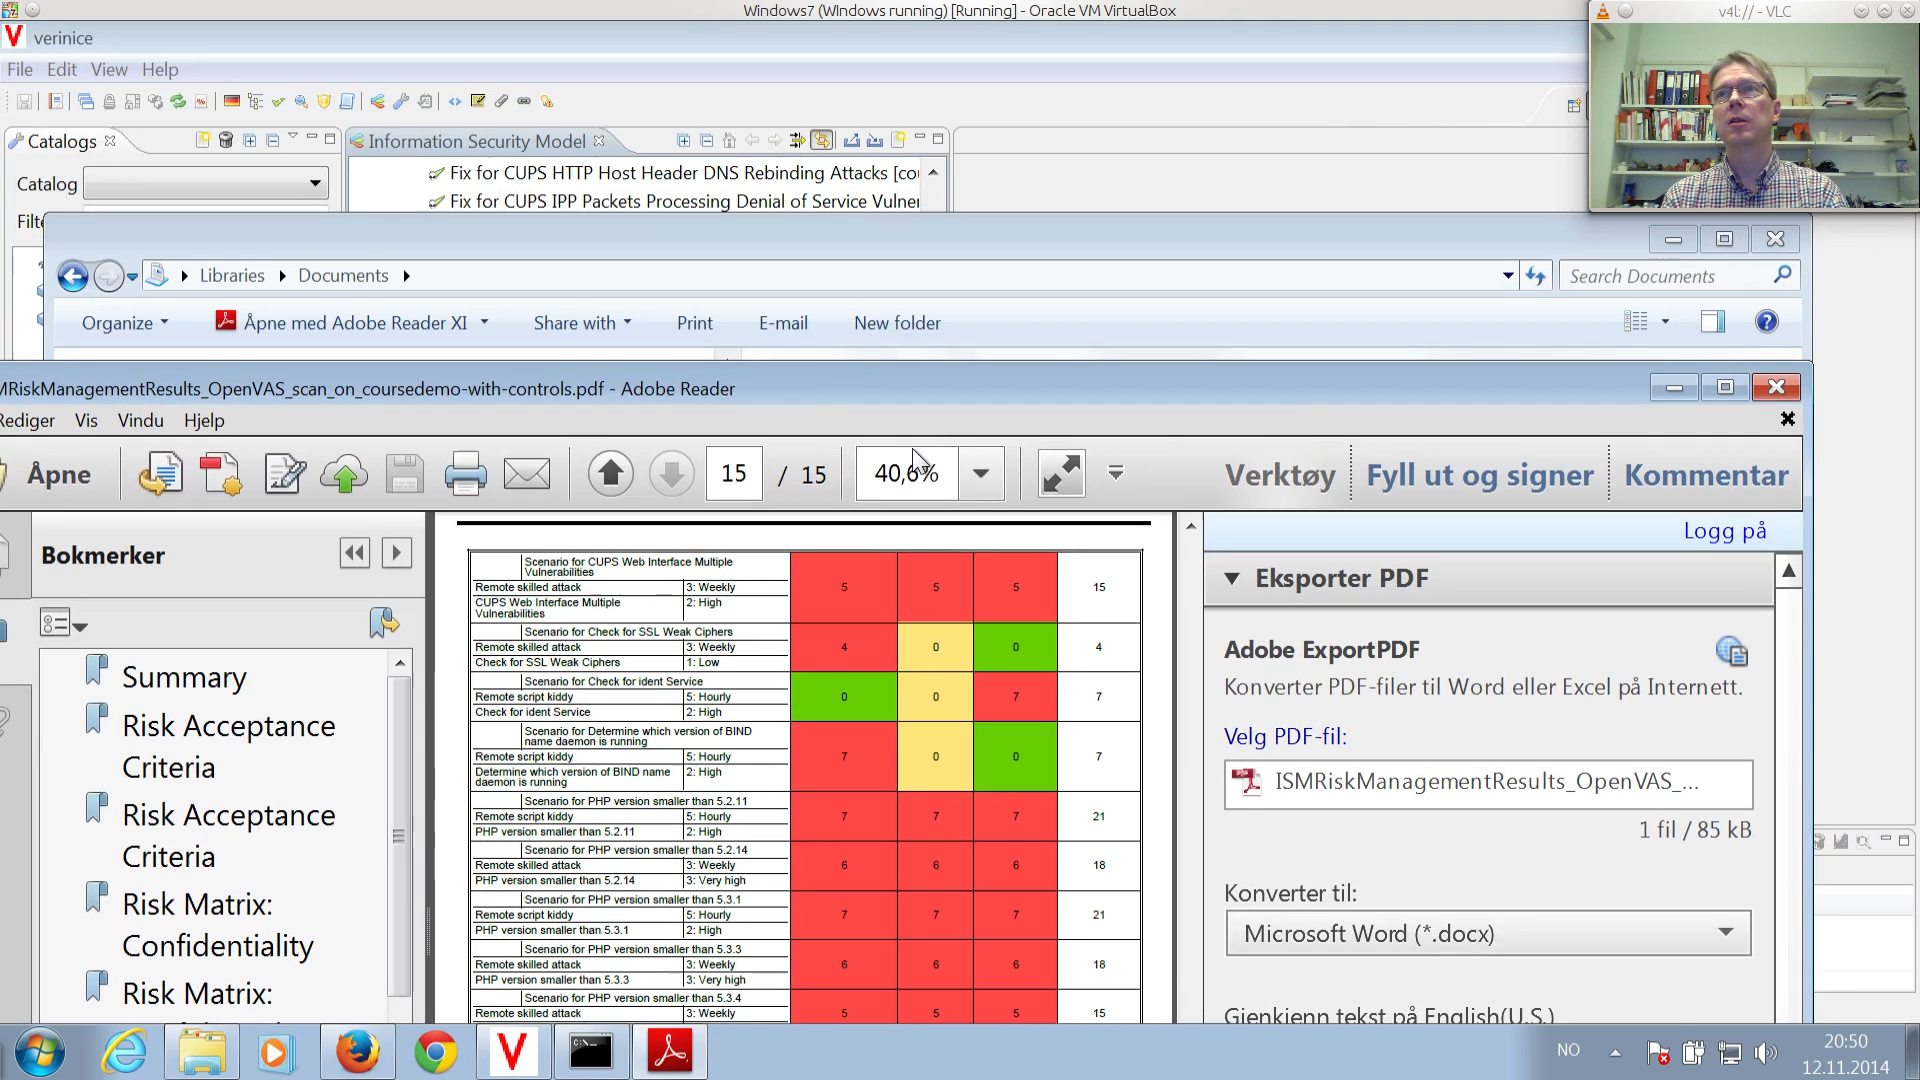 Windows7 (WIndows running) [Running] - Oracle VM VirtualBox
v4l:// - VLC
verinice
File Edit View Help
Catalogs
Information Security Model
Catalog
Fix for CUPS HTTP Host Header DNS Rebinding Attacks [co
Fix for CUPS IPP Packets Processing Denial of Service Vulner
Filte
Libraries Documents
Search Documents
Organize Åpne med Adobe Reader XI Share with Print E-mail New folder
MRiskManagementResults_OpenVAS_scan_on_coursedemo-with-controls.pdf - Adobe Reader
Rediger Vis Vindu Hjelp
Åpne 15 / 15 40,6% Verktøy Fyll ut og signer Kommentar
Logg på
Bokmerker
Summary
Risk Acceptance
Criteria
Risk Acceptance
Criteria
Risk Matrix:
Confidentiality
Risk Matrix:
Scenario for CUPS Web Interface Multiple
Vulnerabilities
Remote skilled attack 3: Weekly 5 5 5 15
CUPS Web Interface Multiple 2: High
Vulnerabilities
Scenario for Check for SSL Weak Ciphers
Remote skilled attack 3: Weekly 4 0 0 4
Check for SSL Weak Ciphers 1: Low
Scenario for Check for ident Service
Remote script kiddy 5: Hourly 0 0 7 7
Check for ident Service 2: High
Scenario for Determine which version of BIND
name daemon is running
Remote script kiddy 5: Hourly 7 0 0 7
Determine which version of BIND name 2: High
daemon is running
Scenario for PHP version smaller than 5.2.11
Remote script kiddy 5: Hourly 7 7 7 21
PHP version smaller than 5.2.11 2: High
Scenario for PHP version smaller than 5.2.14
Remote skilled attack 3: Weekly 6 6 6 18
PHP version smaller than 5.2.14 3: Very high
Scenario for PHP version smaller than 5.3.1
Remote script kiddy 5: Hourly 7 7 7 21
PHP version smaller than 5.3.1 2: High
Scenario for PHP version smaller than 5.3.3
Remote skilled attack 3: Weekly 6 6 6 18
PHP version smaller than 5.3.3 3: Very high
Scenario for PHP version smaller than 5.3.4
Remote skilled attack 3: Weekly 5 5 5 15
Eksporter PDF
Adobe ExportPDF
Konverter PDF-filer til Word eller Excel på Internett.
Velg PDF-fil:
ISMRiskManagementResults_OpenVAS_...
1 fil / 85 kB
Konverter til:
Microsoft Word (*.docx)
Gjenkjenn tekst på English(U.S.)
NO
20:50
12.11.2014